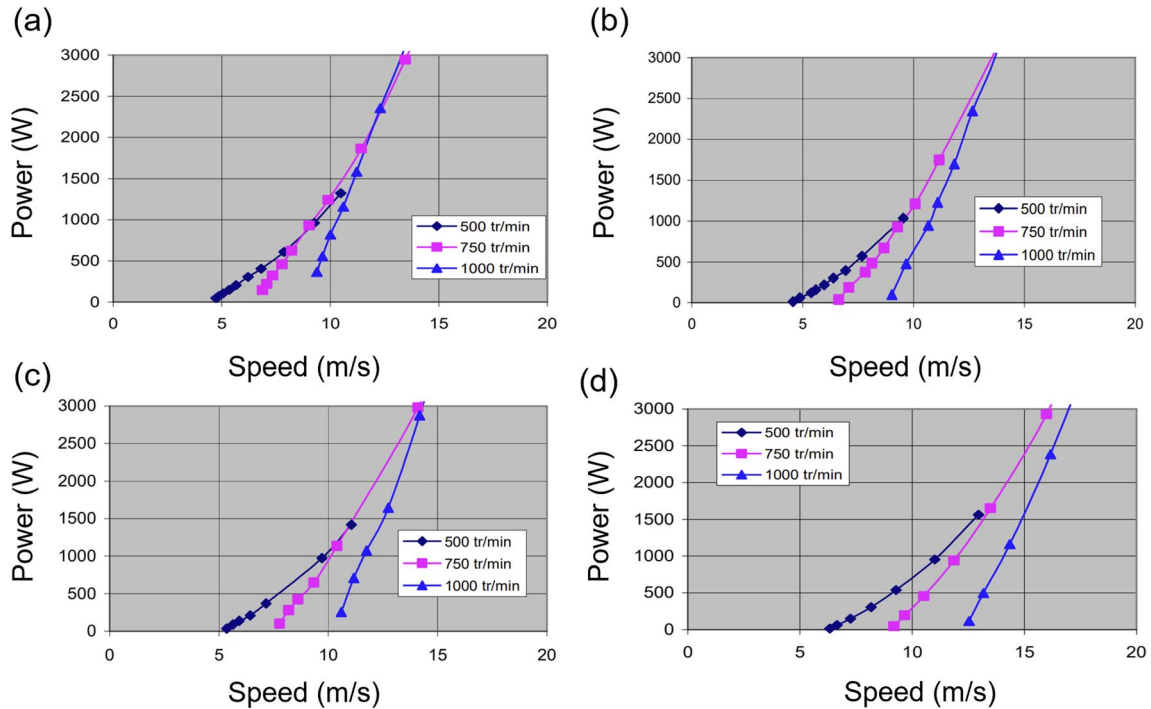 (a)
3000
2500
2000
1500
1000
500
0
Power (W)
500 tr/min
750 tr/min
1000 tr/min
0 5 10 15 20
Speed (m/s)
(b)
3000
2500
2000
1500
1000
500
0
Power (W)
500 tr/min
750 tr/min
1000 tr/min
0 5 10 15 20
Speed (m/s)
(c)
3000
2500
2000
1500
1000
500
0
Power (W)
500 tr/min
750 tr/min
1000 tr/min
0 5 10 15 20
Speed (m/s)
(d)
3000
2500
2000
1500
1000
500
0
Power (W)
500 tr/min
750 tr/min
1000 tr/min
0 5 10 15 20
Speed (m/s)